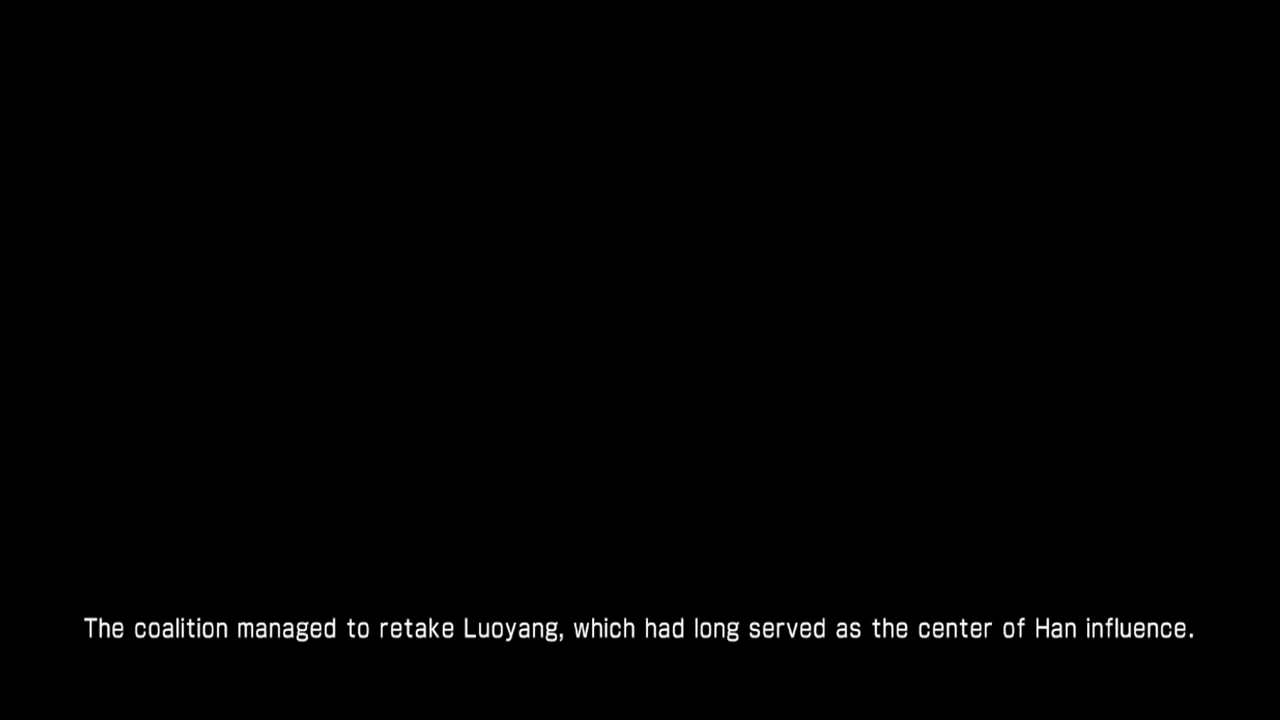 The coalition managed to retake Luoyang, which had long served as the center of Han influence.